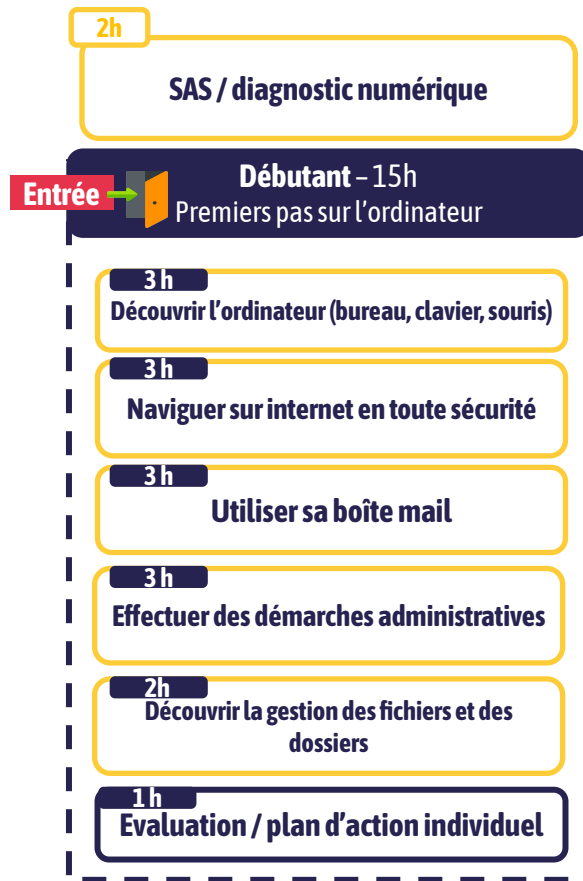 2h
SAS / diagnostic numérique
Entrée
Débutant – 15h
Premiers pas sur l'ordinateur
3 h
Découvrir l'ordinateur (bureau, clavier, souris)
3 h
Naviguer sur internet en toute sécurité
3 h
Utiliser sa boîte mail
3 h
Effectuer des démarches administratives
2h
Découvrir la gestion des fichiers et des
dossiers
1 h
Evaluation / plan d'action individuel